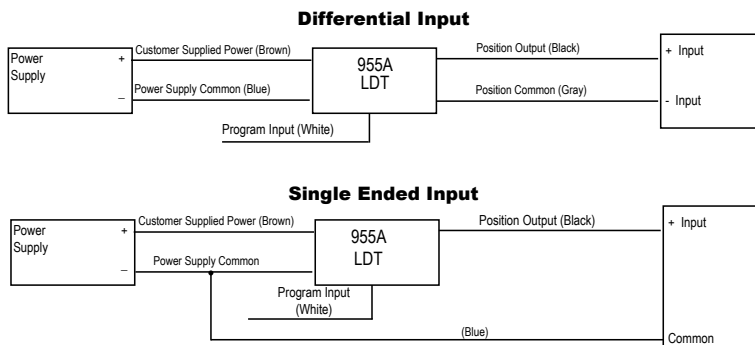 Differential Input
Power
Supply
+
–
Customer Supplied Power (Brown)
Power Supply Common (Blue)
955A
LDT
Program Input (White)
Position Output (Black)
Position Common (Gray)
+ Input
- Input
Single Ended Input
Power
Supply
+
–
Customer Supplied Power (Brown)
Power Supply Common
955A
LDT
Program Input
(White)
Position Output (Black)
(Blue)
+ Input
Common